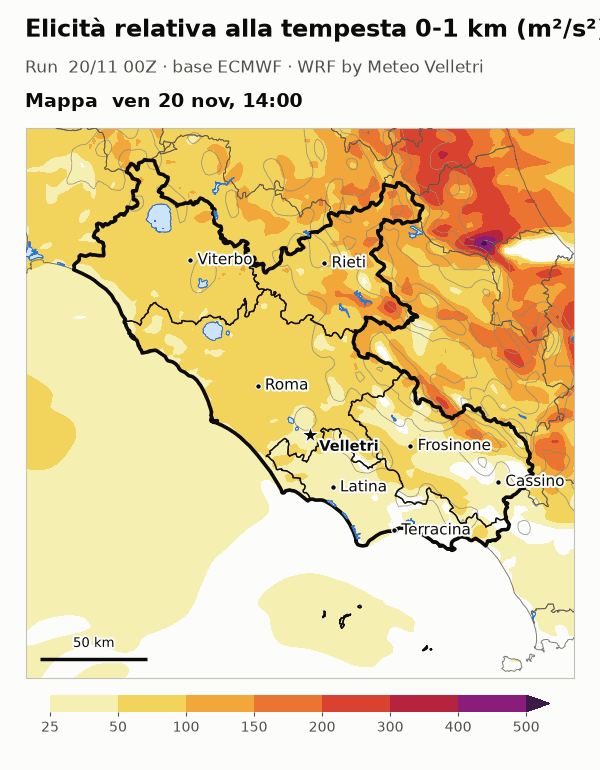 Elicità relativa alla tempesta 0-1 km (m²/s²)
Run 20/11 00Z · base ECMWF · WRF by Meteo Velletri
Mappa ven 20 nov, 14:00
Viterbo
Rieti
Roma
Velletri
Frosinone
Cassino
Latina
Terracina
50 km
25 50 100 150 200 300 400 500